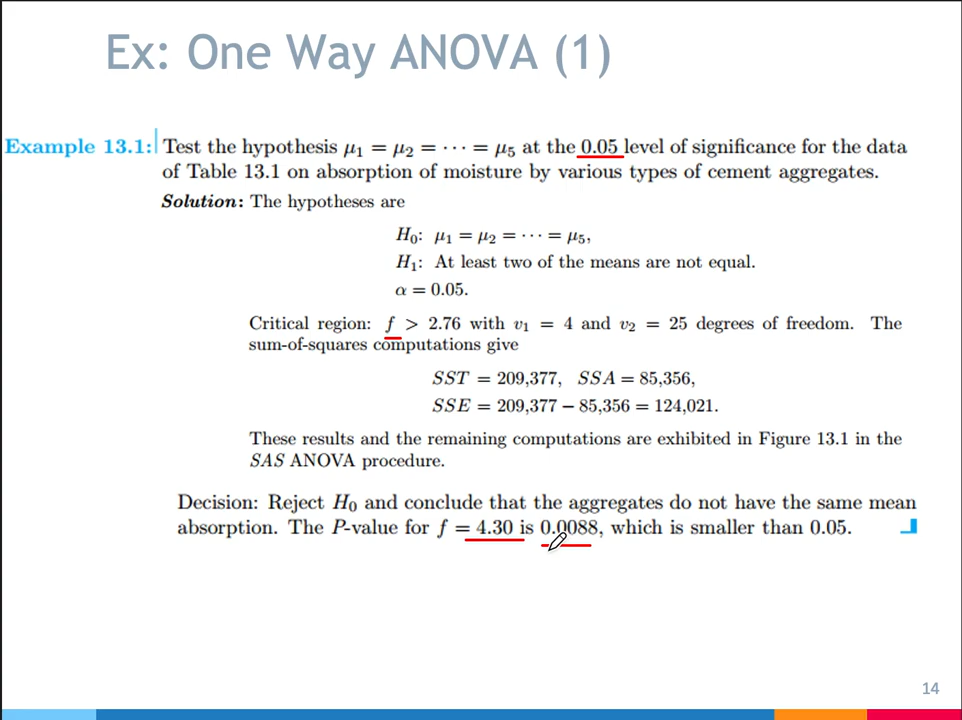 Ex: One Way ANOVA (1)
Example 13.1: Test the hypothesis μ₁ = μ₂ = ··· = μ₅ at the 0.05 level of significance for the data
of Table 13.1 on absorption of moisture by various types of cement aggregates.
Solution: The hypotheses are
H₀: μ₁ = μ₂ = ··· = μ₅,
H₁: At least two of the means are not equal.
α = 0.05.
Critical region: f > 2.76 with v₁ = 4 and v₂ = 25 degrees of freedom. The
sum-of-squares computations give
SST = 209,377, SSA = 85,356,
SSE = 209,377 − 85,356 = 124,021.
These results and the remaining computations are exhibited in Figure 13.1 in the
SAS ANOVA procedure.
Decision: Reject H₀ and conclude that the aggregates do not have the same mean
absorption. The P-value for f = 4.30 is 0.0088, which is smaller than 0.05.
14